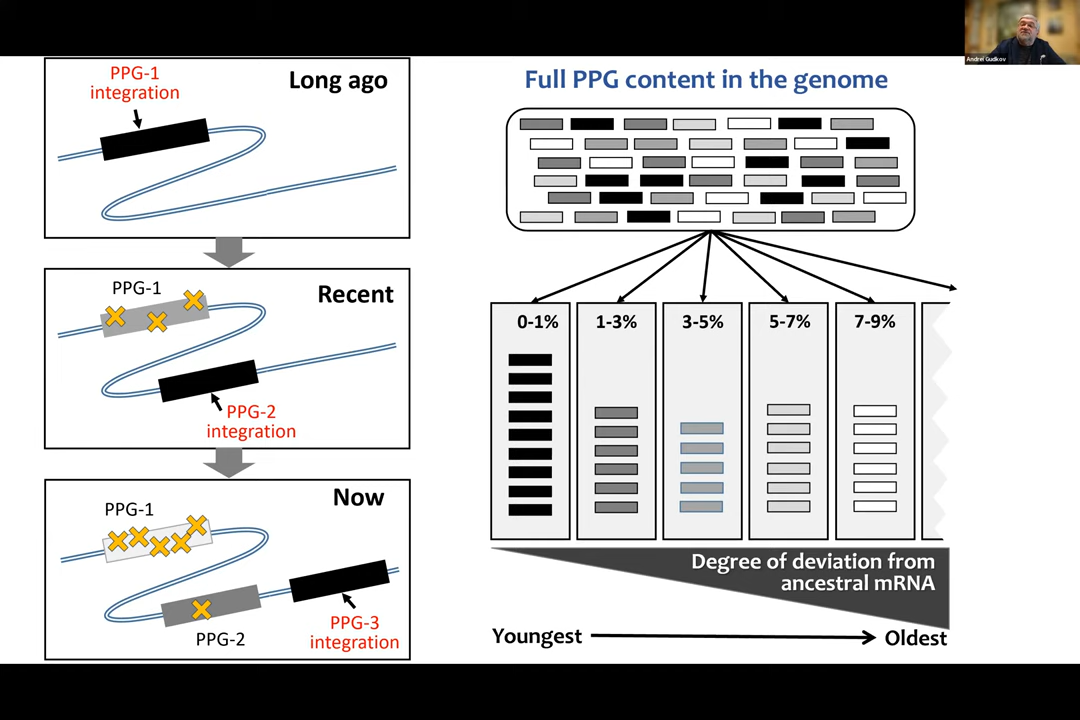 PPG-1
integration
Long ago
PPG-1
Recent
PPG-2
integration
PPG-1
Now
PPG-2
PPG-3
integration
Full PPG content in the genome
0-1%
1-3%
3-5%
5-7%
7-9%
Degree of deviation from
ancestral mRNA
Youngest
Oldest
Andrei Gudkov